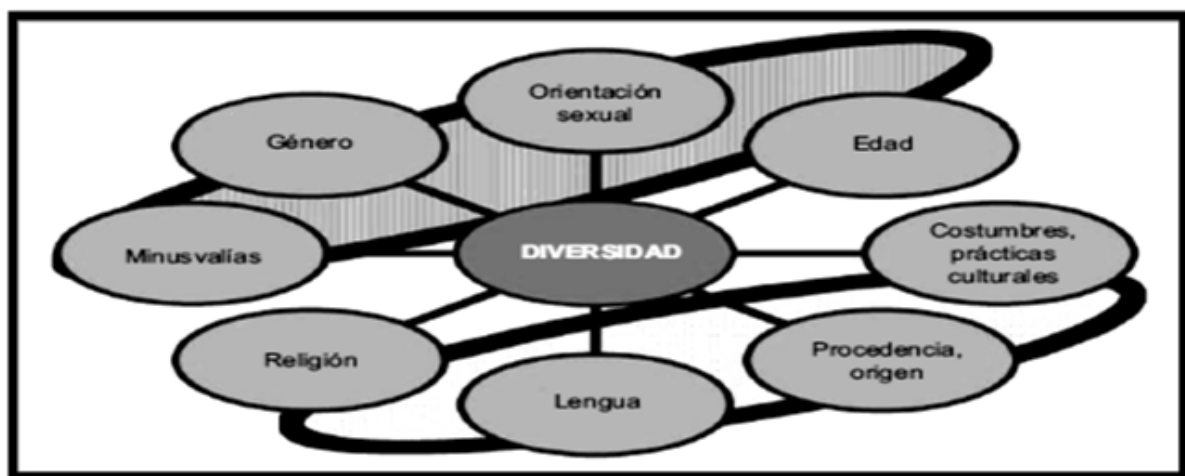 Orientación
sexual
Género
Edad
Minusvalías
DIVERSIDAD
Costumbres,
prácticas
culturales
Religión
Procedencia,
origen
Lengua